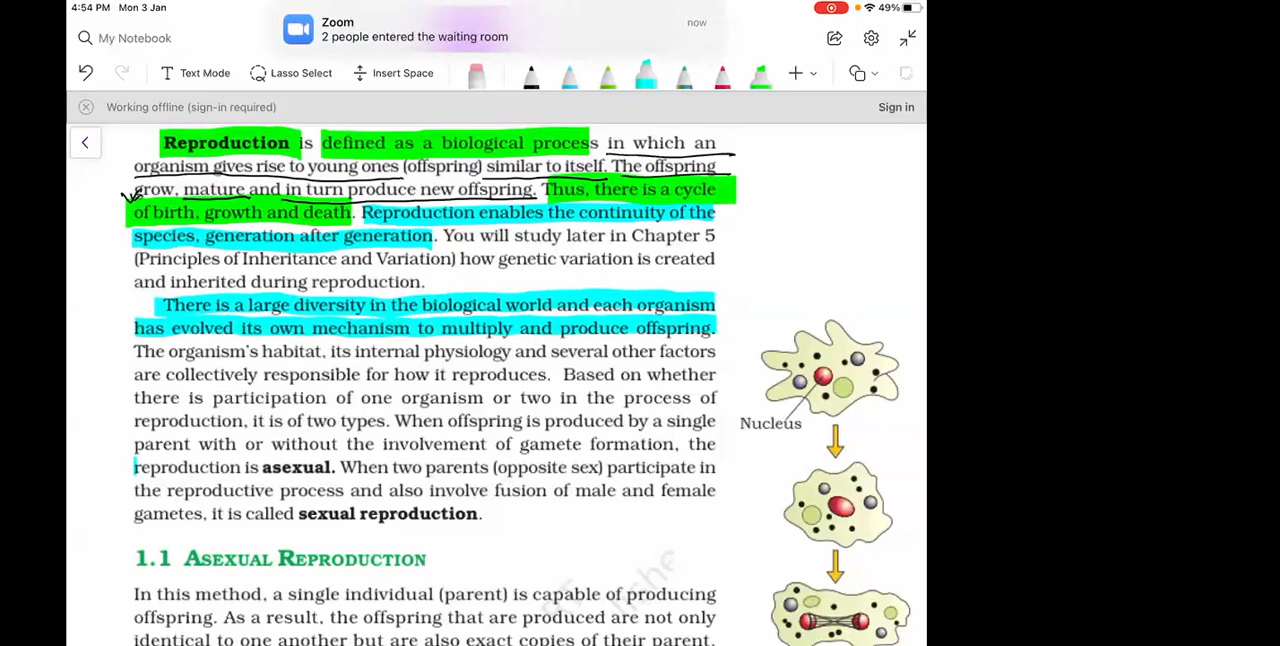 4:54 PM Mon 3 Jan
49%
Zoom
now
2 people entered the waiting room
My Notebook
Text Mode
Lasso Select
Insert Space
Working offline (sign-in required)
Sign in
Reproduction is defined as a biological process in which an
organism gives rise to young ones (offspring) similar to itself. The offspring
grow, mature and in turn produce new offspring. Thus, there is a cycle
of birth, growth and death. Reproduction enables the continuity of the
species, generation after generation. You will study later in Chapter 5
(Principles of Inheritance and Variation) how genetic variation is created
and inherited during reproduction.
There is a large diversity in the biological world and each organism
has evolved its own mechanism to multiply and produce offspring.
The organism's habitat, its internal physiology and several other factors
are collectively responsible for how it reproduces. Based on whether
there is participation of one organism or two in the process of
reproduction, it is of two types. When offspring is produced by a single
parent with or without the involvement of gamete formation, the
reproduction is asexual. When two parents (opposite sex) participate in
the reproductive process and also involve fusion of male and female
gametes, it is called sexual reproduction.
Nucleus
1.1 ASEXUAL REPRODUCTION
In this method, a single individual (parent) is capable of producing
offspring. As a result, the offspring that are produced are not only
identical to one another but are also exact copies of their parent.